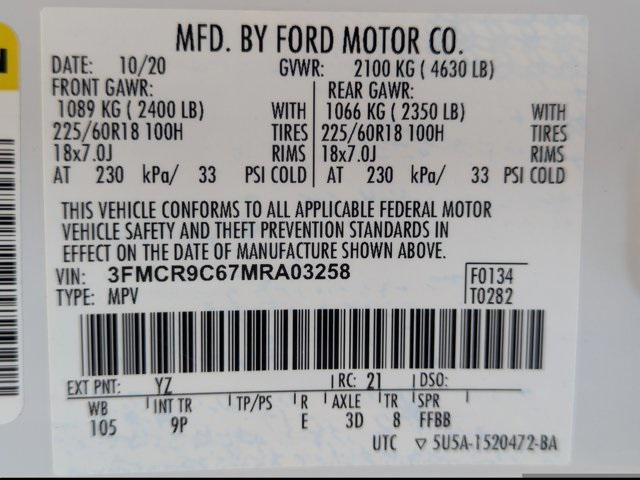 MFD. BY FORD MOTOR CO.
DATE: 10/20 GVWR: 2100 KG ( 4630 LB)
FRONT GAWR: REAR GAWR:
1089 KG ( 2400 LB) WITH 1066 KG ( 2350 LB) WITH
225/60R18 100H TIRES 225/60R18 100H TIRES
18x7.0J RIMS 18x7.0J RIMS
AT 230 kPa/ 33 PSI COLD AT 230 kPa/ 33 PSI COLD
THIS VEHICLE CONFORMS TO ALL APPLICABLE FEDERAL MOTOR
VEHICLE SAFETY AND THEFT PREVENTION STANDARDS IN
EFFECT ON THE DATE OF MANUFACTURE SHOWN ABOVE.
VIN: 3FMCR9C67MRA03258 F0134
TYPE: MPV T0282
EXT PNT: YZ RC: 21 DSO:
WB INT TR TP/PS R AXLE TR SPR
105 9P E 3D 8 FFBB
UTC ▽ 5U5A-1520472-BA